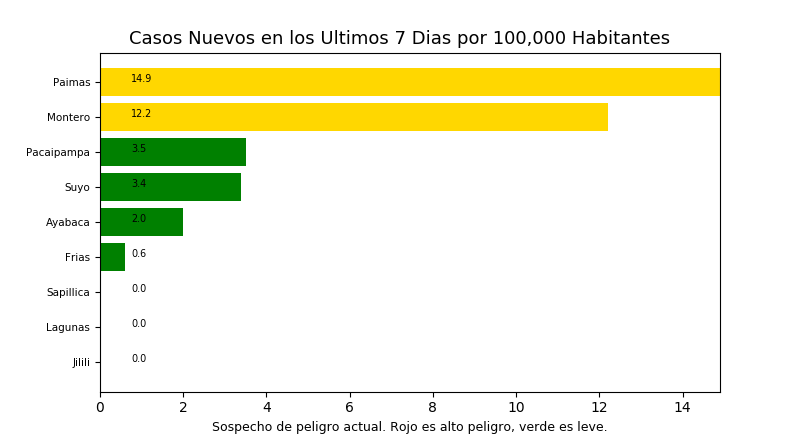 Casos Nuevos en los Ultimos 7 Dias por 100,000 Habitantes
Paimas 14.9
Montero 12.2
Pacaipampa 3.5
Suyo 3.4
Ayabaca 2.0
Frias 0.6
Sapillica 0.0
Lagunas 0.0
Jilili 0.0
0 2 4 6 8 10 12 14
Sospecho de peligro actual. Rojo es alto peligro, verde es leve.